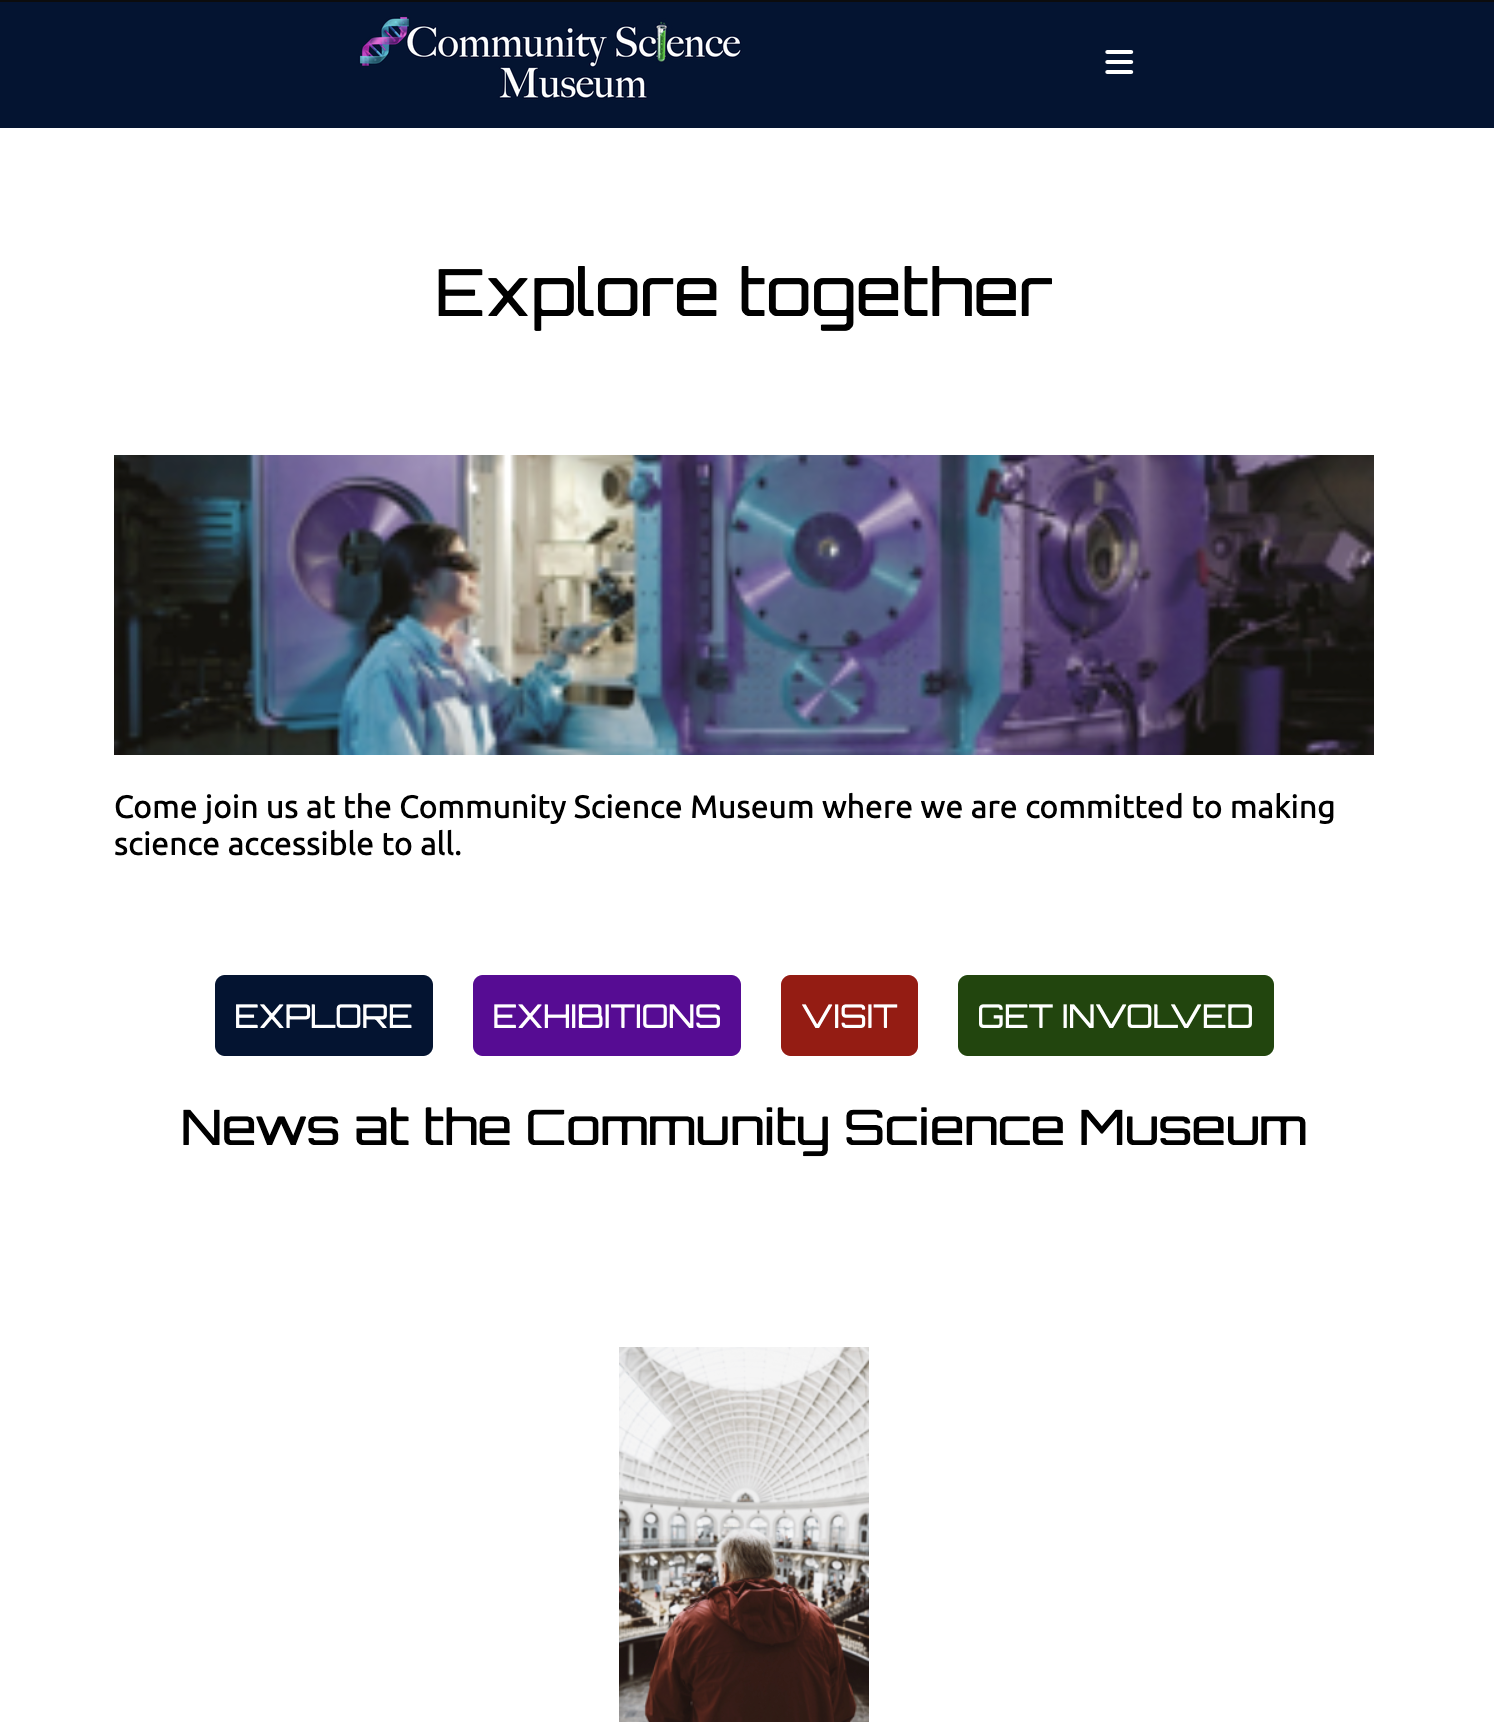 Community Science
Museum
Explore together
Come join us at the Community Science Museum where we are committed to making
science accessible to all.
EXPLORE
EXHIBITIONS
VISIT
GET INVOLVED
News at the Community Science Museum